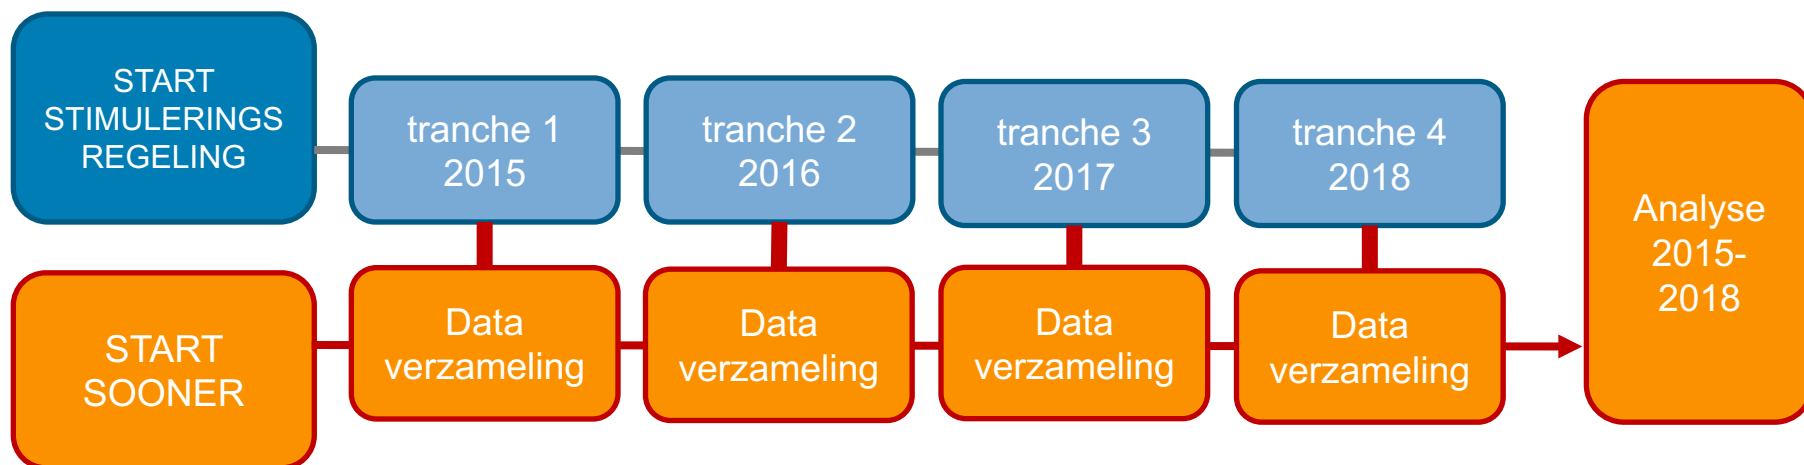 START
STIMULERINGS
REGELING
tranche 1
2015
tranche 2
2016
tranche 3
2017
tranche 4
2018
START
SOONER
Data
verzameling
Data
verzameling
Data
verzameling
Data
verzameling
Analyse
2015-
2018